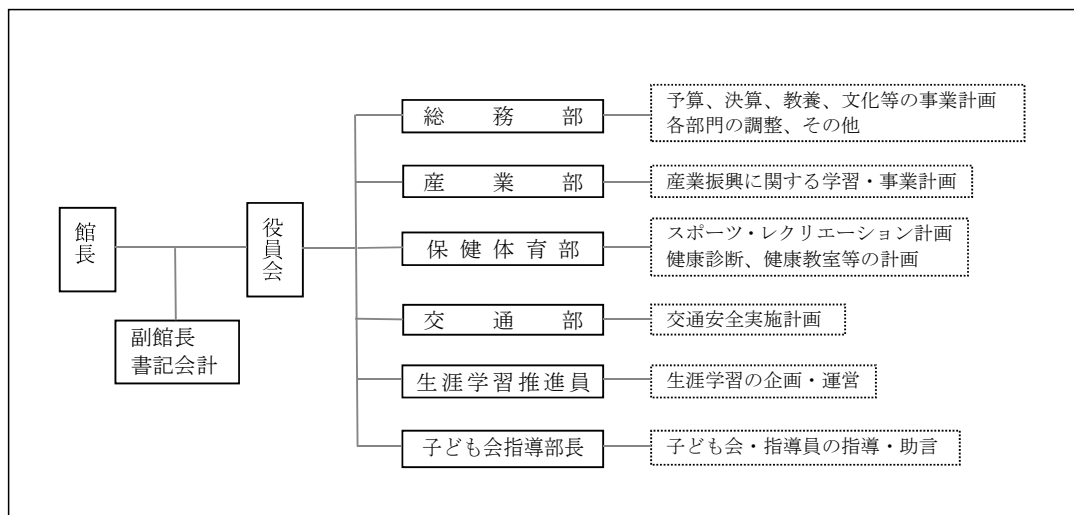 館長
副館長
書記会計
役員会
総務部
予算、決算、教養、文化等の事業計画
各部門の調整、その他
産業部
産業振興に関する学習・事業計画
保健体育部
スポーツ・レクリエーション計画
健康診断、健康教室等の計画
交通部
交通安全実施計画
生涯学習推進員
生涯学習の企画・運営
子ども会指導部長
子ども会・指導員の指導・助言